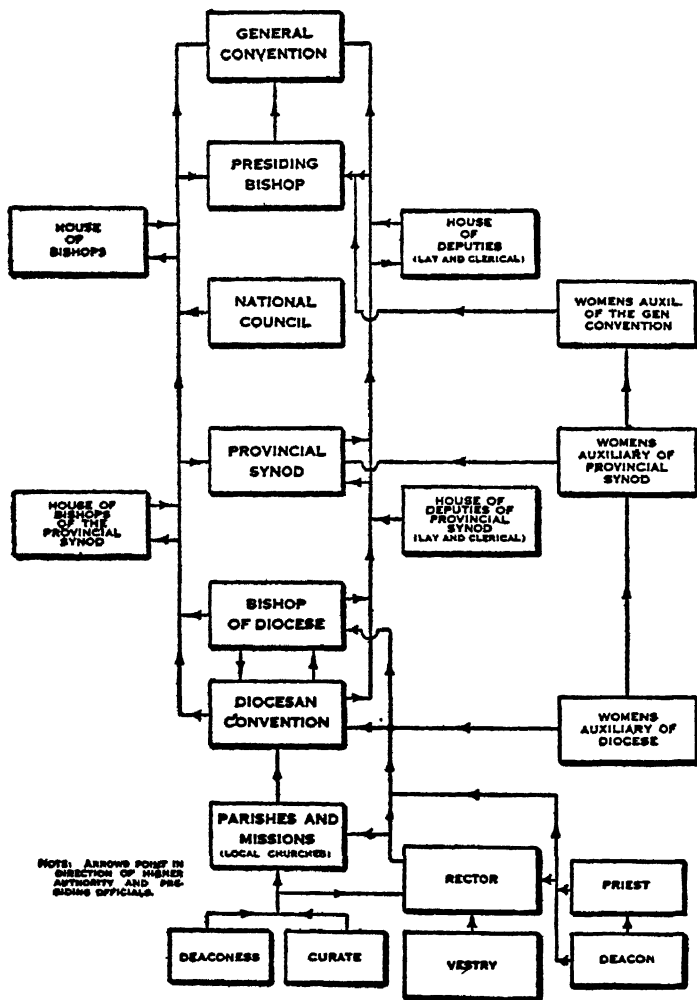 GENERAL
CONVENTION
PRESIDING
BISHOP
HOUSE
OF
BISHOPS
HOUSE
OF
DEPUTIES
(LAY AND CLERICAL)
NATIONAL
COUNCIL
WOMENS AUXIL.
OF THE GEN
CONVENTION
PROVINCIAL
SYNOD
WOMENS
AUXILIARY OF
PROVINCIAL
SYNOD
HOUSE OF
BISHOPS
OF THE
PROVINCIAL
SYNOD
HOUSE OF
DEPUTIES OF
PROVINCIAL
SYNOD
(LAY AND CLERICAL)
BISHOP
OF DIOCESE
DIOCESAN
CONVENTION
WOMENS
AUXILIARY OF
DIOCESE
PARISHES AND
MISSIONS
(LOCAL CHURCHES)
NOTE: ARROWS POINT IN
DIRECTION OF HIGHER
AUTHORITY AND PRE-
SIDING OFFICIALS.
RECTOR
PRIEST
DEACONESS
CURATE
VESTRY
DEACON